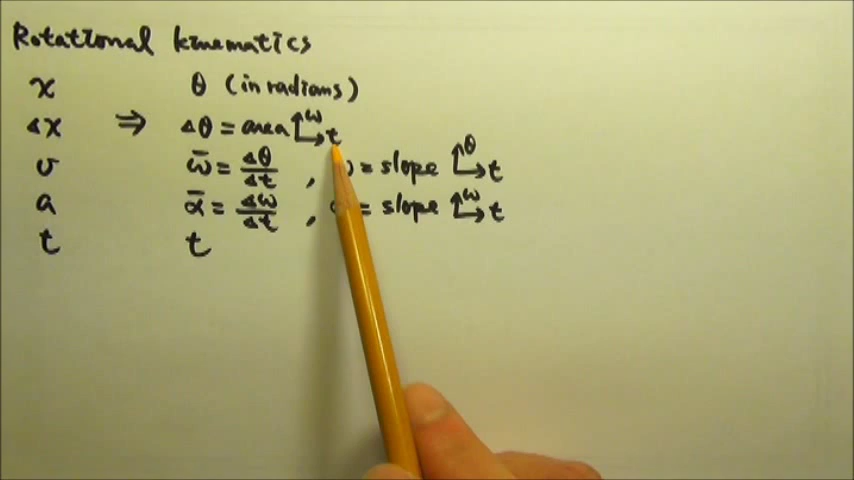 Rotational kinematics
x θ (in radians)
Δx ⇒ Δθ = area ω t
v ω̅ = Δθ/Δt , = slope θ t
a α̅ = Δω/Δt , = slope ω t
t t